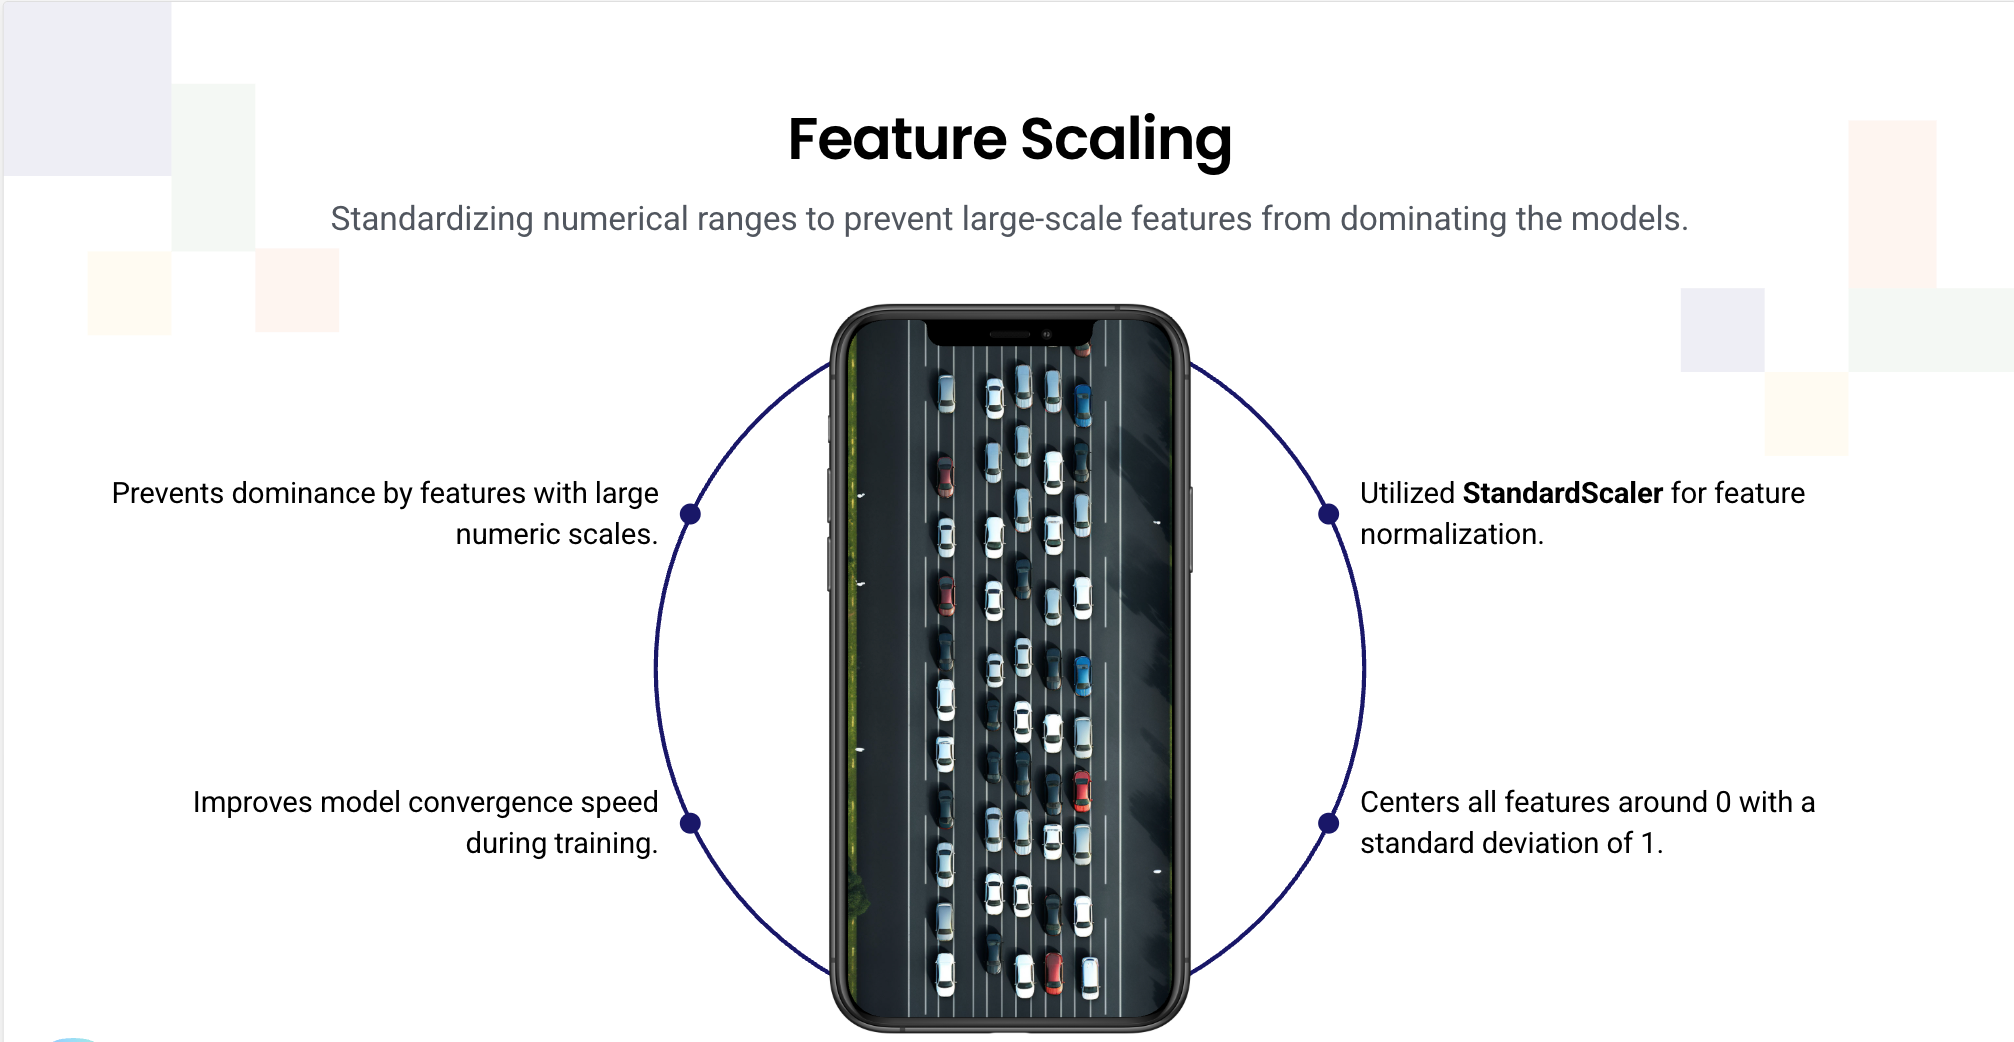 Feature Scaling
Standardizing numerical ranges to prevent large-scale features from dominating the models.
Prevents dominance by features with large
numeric scales.
Utilized StandardScaler for feature
normalization.
Improves model convergence speed
during training.
Centers all features around 0 with a
standard deviation of 1.